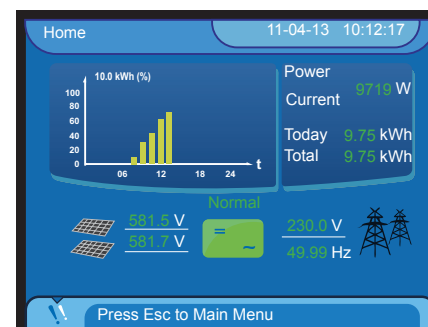 Home 11-04-13 10:12:17
10.0 kWh (%)
100
80
60
40
20
0
06 12 18 24 t
Power
Current 9719 W
Today 9.75 kWh
Total 9.75 kWh
Normal
581.5 V
581.7 V
= ~
230.0 V
49.99 Hz
Press Esc to Main Menu